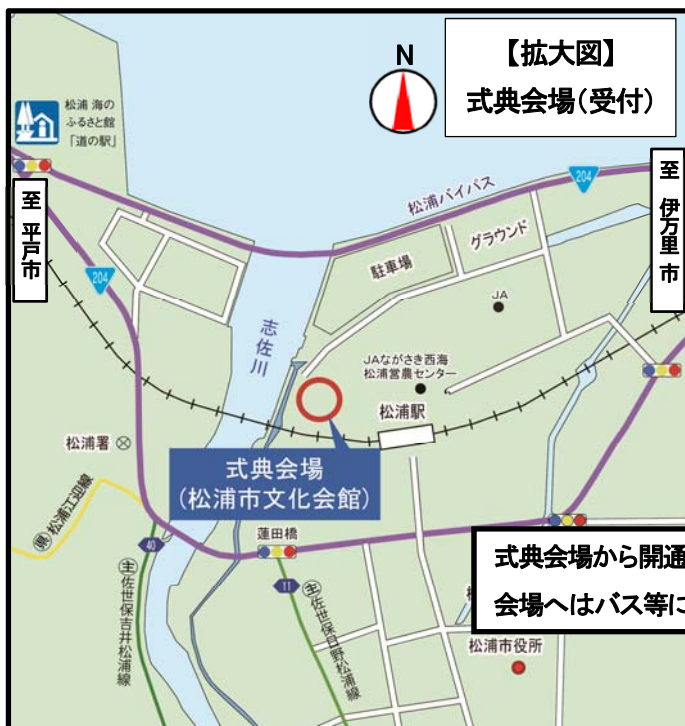 【拡大図】
式典会場(受付)
N
松浦 海の
ふるさと館
「道の駅」
至 平戸市
204
松浦バイパス
204
至 伊万里市
グラウンド
駐車場
JA
志佐川
JAながさき西海
松浦営農センター
松浦駅
松浦署
式典会場
(松浦市文化会館)
県 松浦江迎線
蓮田橋
40
11
主 佐世保吉井松浦線
主 佐世保日野松浦線
式典会場から開通
会場へはバス等に
松浦市役所